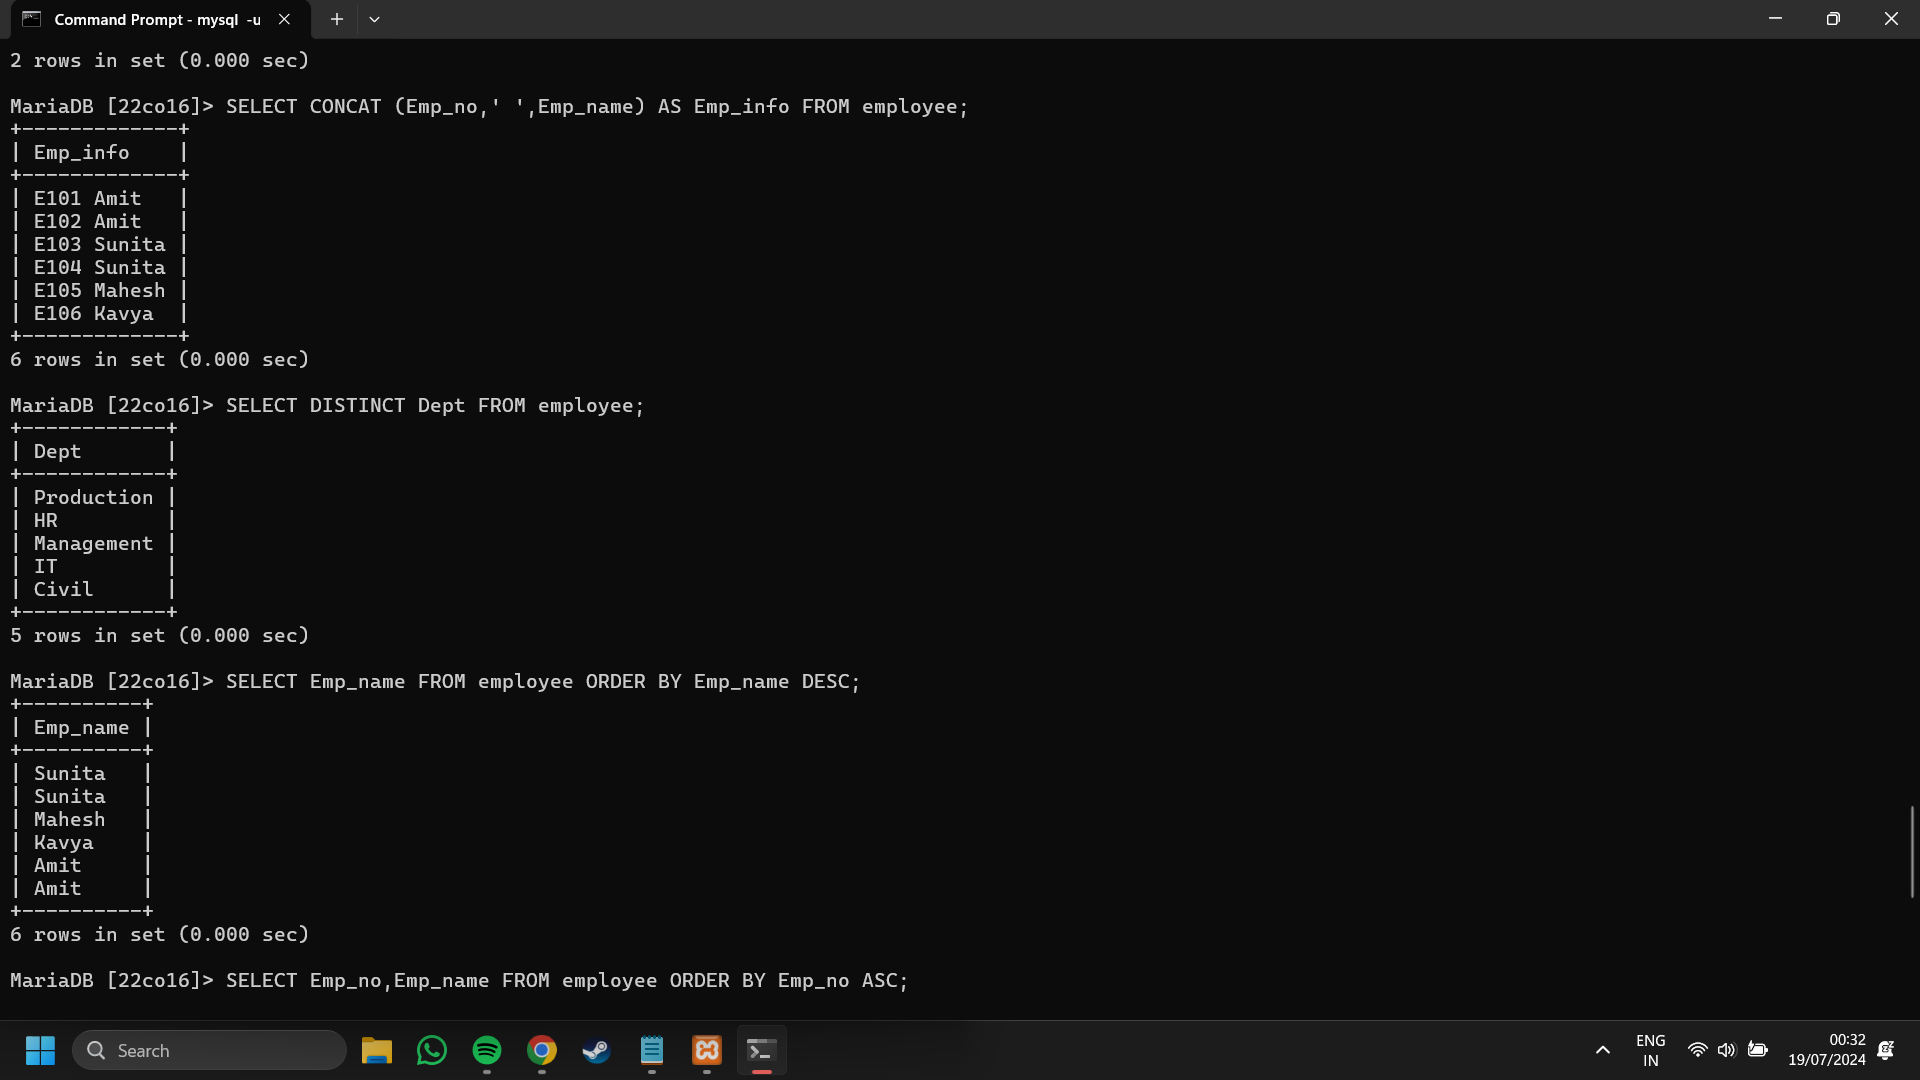 Command Prompt - mysql  -u
2 rows in set (0.000 sec)

MariaDB [22co16]> SELECT CONCAT (Emp_no,' ',Emp_name) AS Emp_info FROM employee;
+-------------+
| Emp_info    |
+-------------+
| E101 Amit   |
| E102 Amit   |
| E103 Sunita |
| E104 Sunita |
| E105 Mahesh |
| E106 Kavya  |
+-------------+
6 rows in set (0.000 sec)

MariaDB [22co16]> SELECT DISTINCT Dept FROM employee;
+------------+
| Dept       |
+------------+
| Production |
| HR         |
| Management |
| IT         |
| Civil      |
+------------+
5 rows in set (0.000 sec)

MariaDB [22co16]> SELECT Emp_name FROM employee ORDER BY Emp_name DESC;
+----------+
| Emp_name |
+----------+
| Sunita   |
| Sunita   |
| Mahesh   |
| Kavya    |
| Amit     |
| Amit     |
+----------+
6 rows in set (0.000 sec)

MariaDB [22co16]> SELECT Emp_no,Emp_name FROM employee ORDER BY Emp_no ASC;
Search
ENG
IN
00:32
19/07/2024